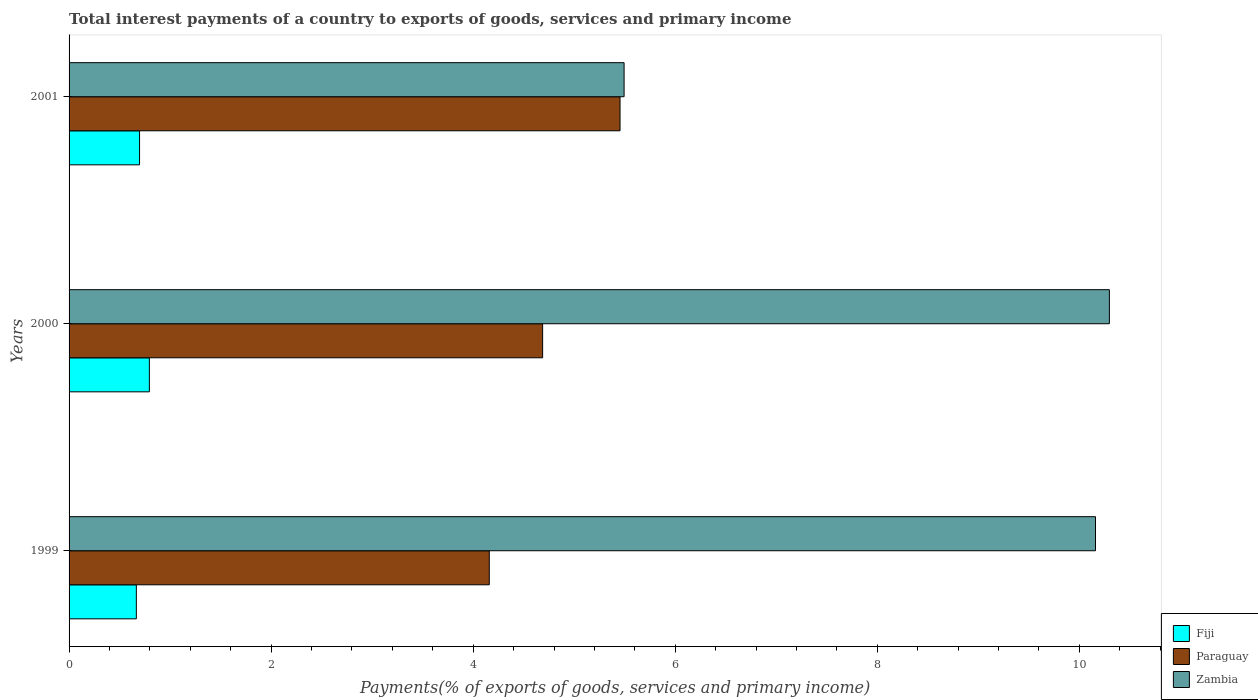 Total interest payments of a country to exports of goods, services and primary income
2001
2000
1999
Years
0
2
4
6
8
10
Payments(% of exports of goods, services and primary income)
Fiji
Paraguay
Zambia